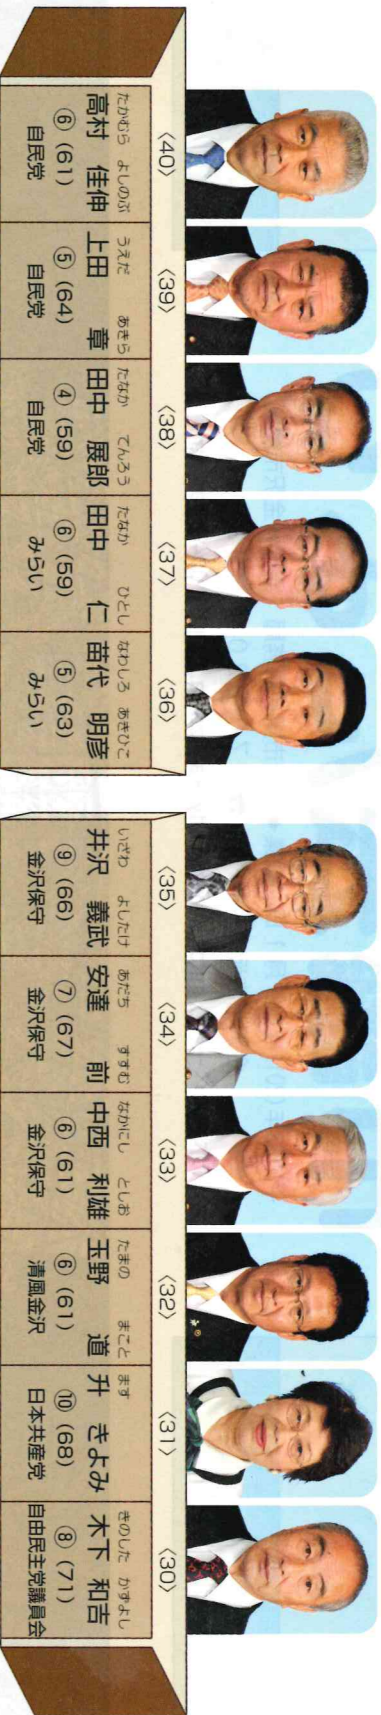 〈40〉
たかむら よしのぶ
高村 佳伸
⑥ (61)
自民党
〈39〉
うえだ あきら
上田 章
⑤ (64)
自民党
〈38〉
たなか てんろう
田中 展郎
④ (59)
自民党
〈37〉
たなか ひとし
田中 仁
⑥ (59)
みらい
〈36〉
なわしろ あきひこ
苗代 明彦
⑤ (63)
みらい
〈35〉
いざわ よしたけ
井沢 義武
⑨ (66)
金沢保守
〈34〉
あだち すすむ
安達 前
⑦ (67)
金沢保守
〈33〉
なかにし としお
中西 利雄
⑥ (61)
金沢保守
〈32〉
たまの まこと
玉野 道
⑥ (61)
清風金沢
〈31〉
ます
升 きよみ
⑩ (68)
日本共産党
〈30〉
きのした かずよし
木下 和吉
⑧ (71)
自由民主党議員会